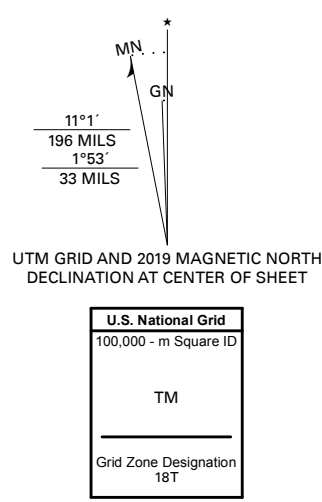 ★
MN
GN
11°1´
196 MILS
1°53´
33 MILS
UTM GRID AND 2019 MAGNETIC NORTH
DECLINATION AT CENTER OF SHEET
U.S. National Grid
100,000 - m Square ID
TM
Grid Zone Designation
18T